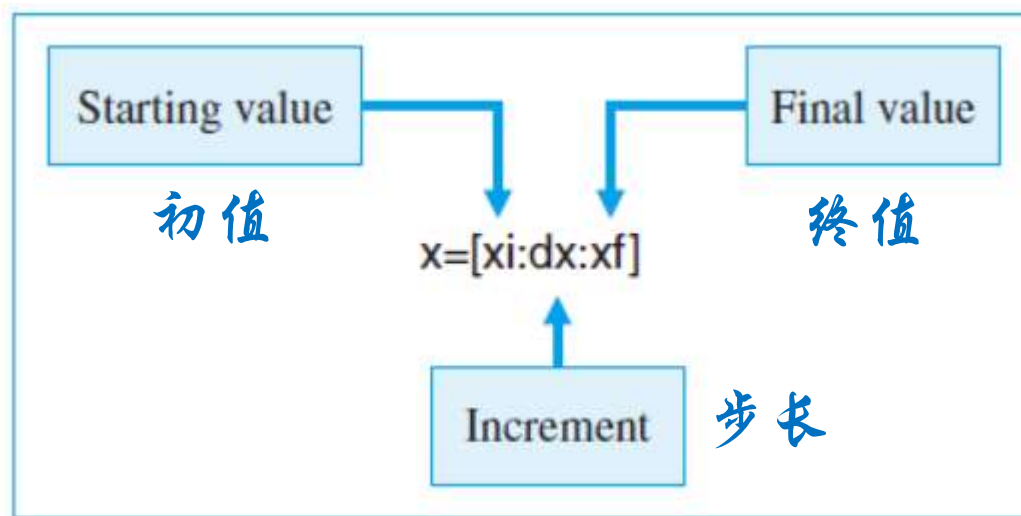 Starting value
Final value
初值
终值
x=[xi:dx:xf]
Increment
步长